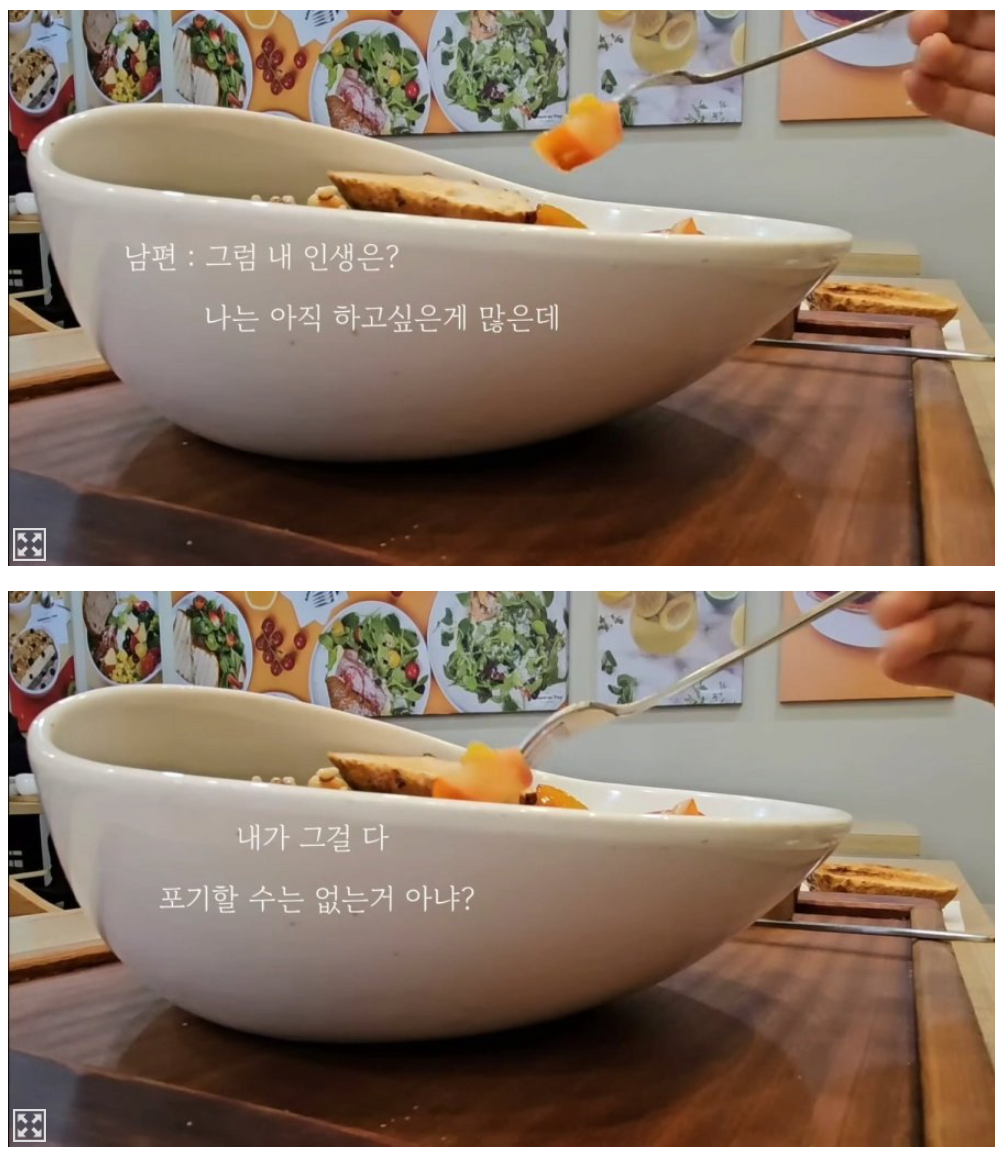 남편 : 그럼 내 인생은?
나는 아직 하고싶은게 많은데
내가 그걸 다
포기할 수는 없는거 아냐?